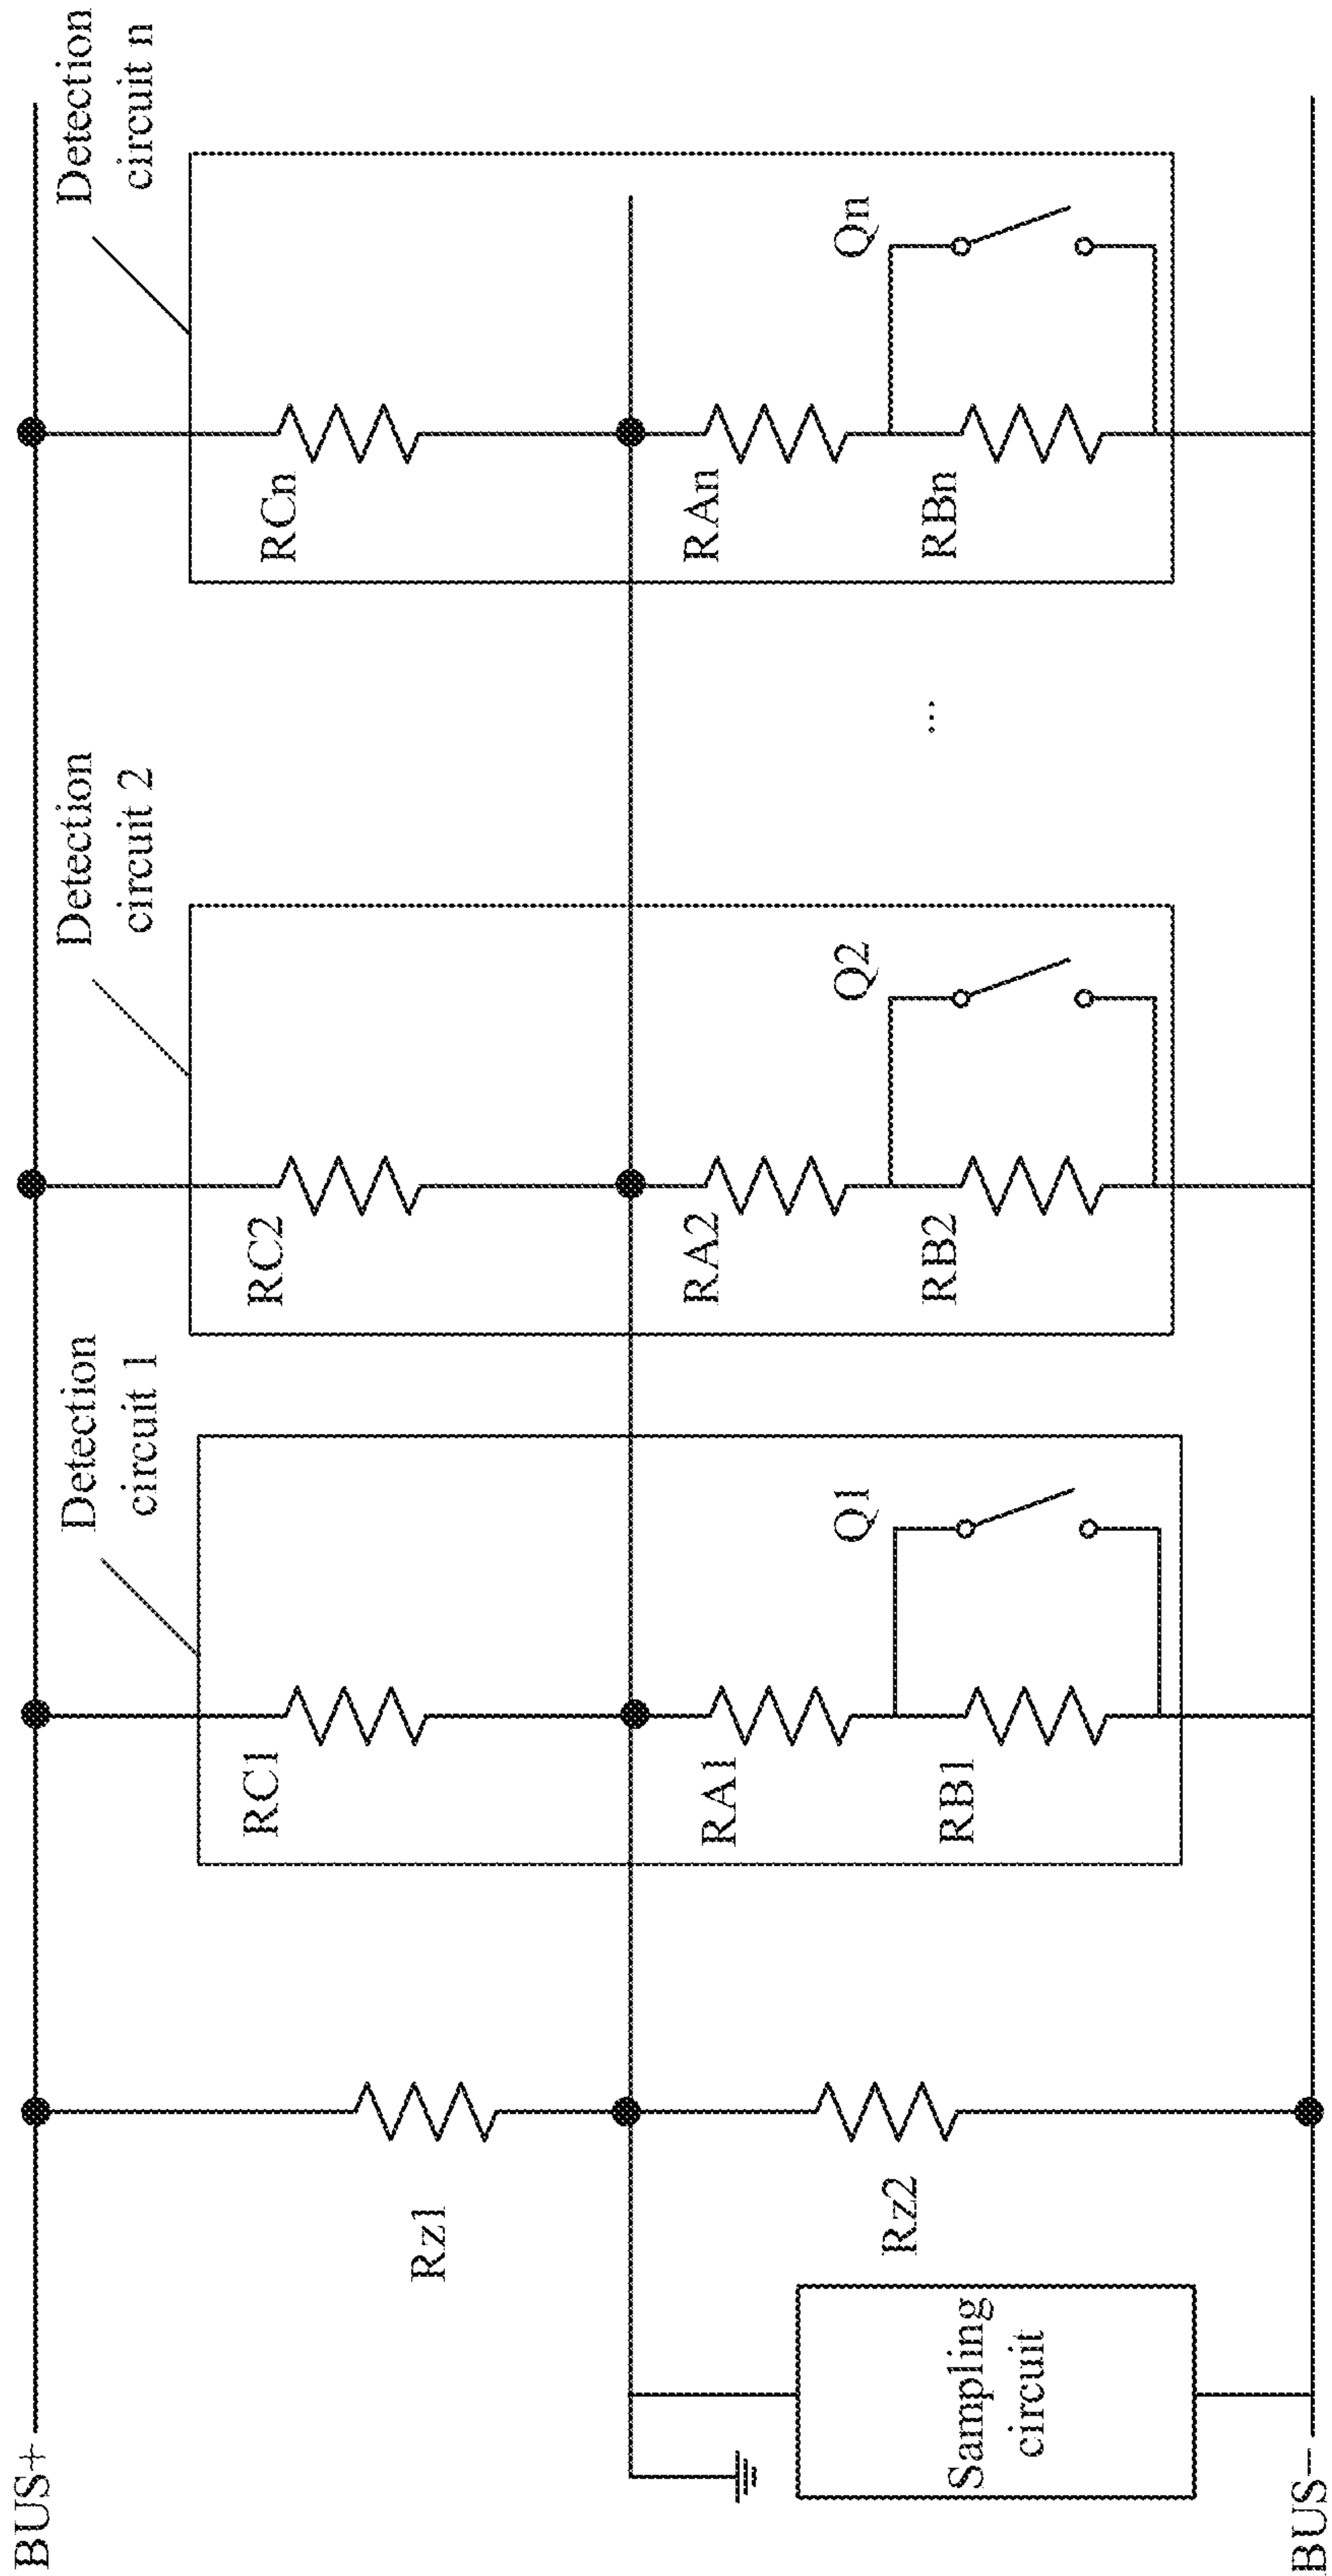 BUS+
Detection
circuit 1
Detection
circuit 2
Detection
circuit n
Rz1
RC1
RC2
RCn
Rz2
RA1
RA2
RAn
RB1
Q1
RB2
Q2
...
RBn
Qn
Sampling
circuit
BUS−